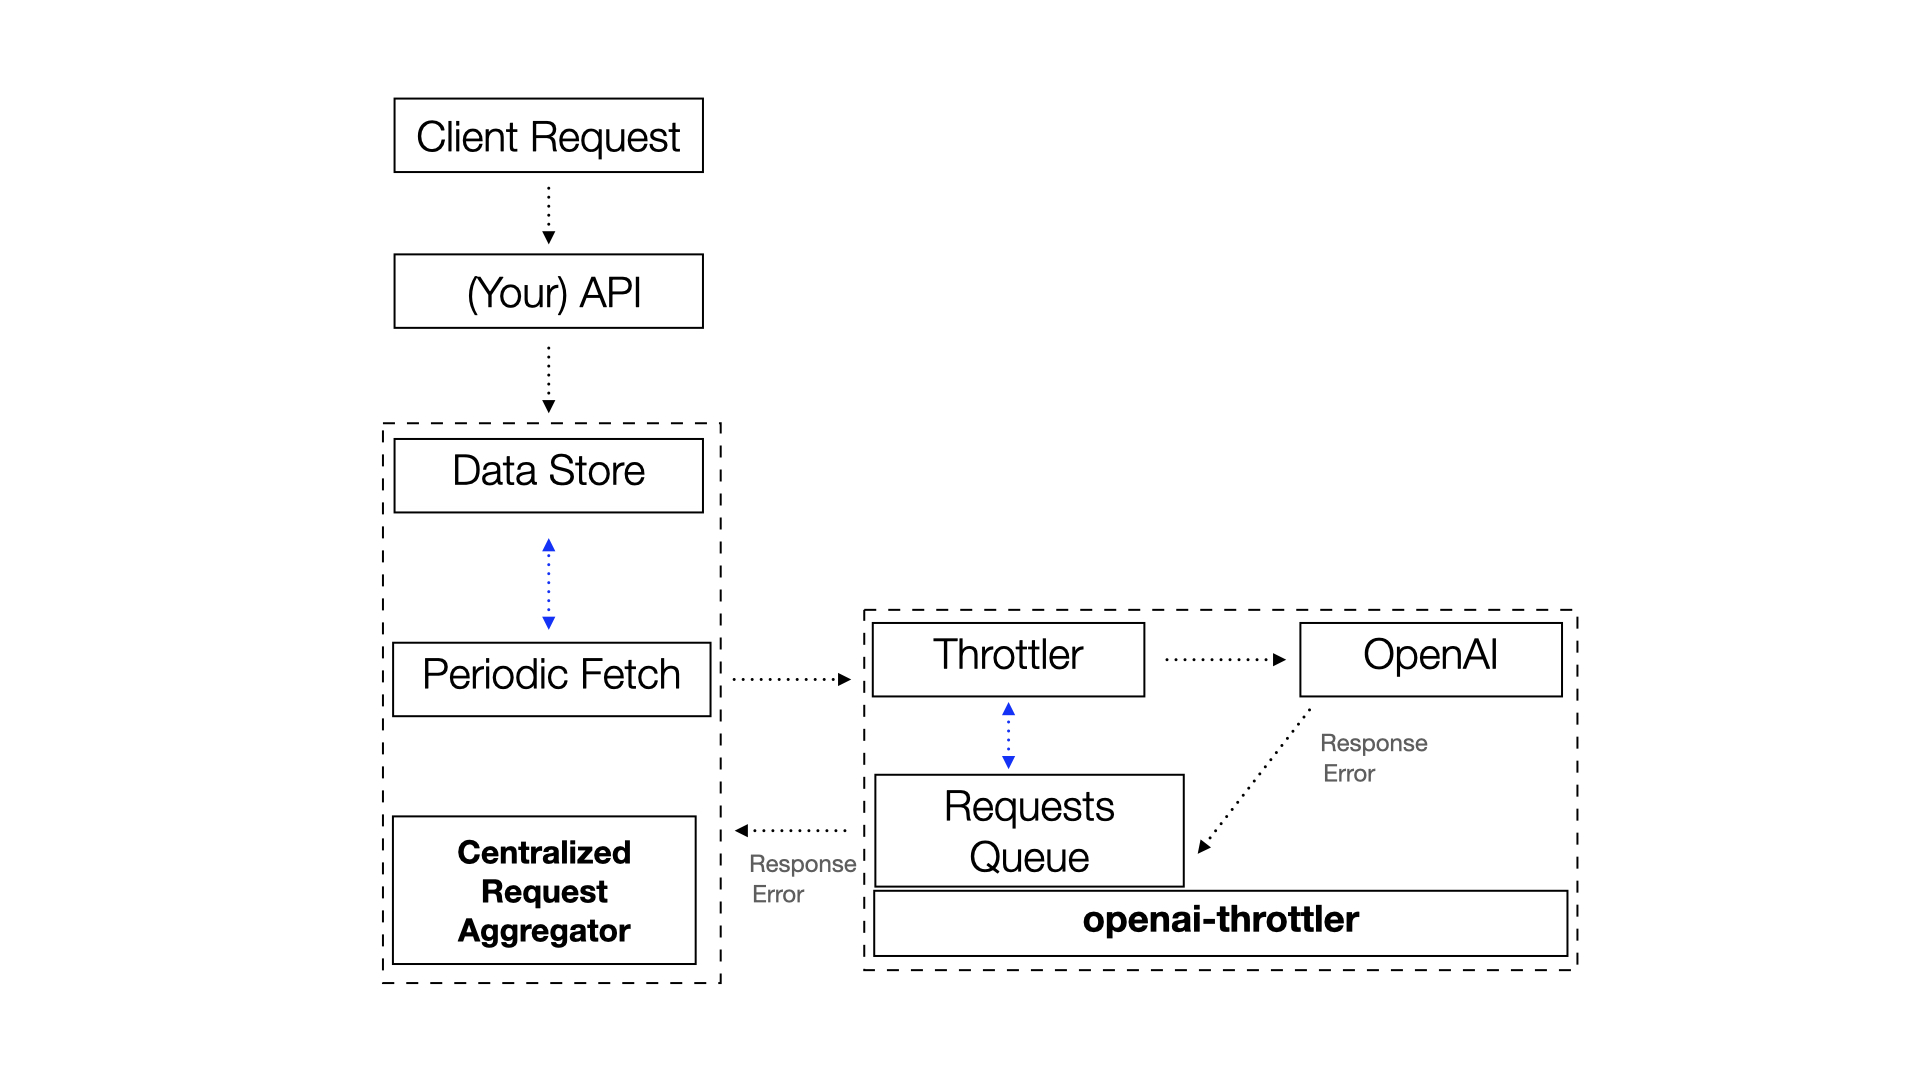 Client Request
(Your) API
Data Store
Periodic Fetch
Centralized
Request
Aggregator
Throttler
OpenAI
Response
Error
Requests
Queue
Response
Error
openai-throttler